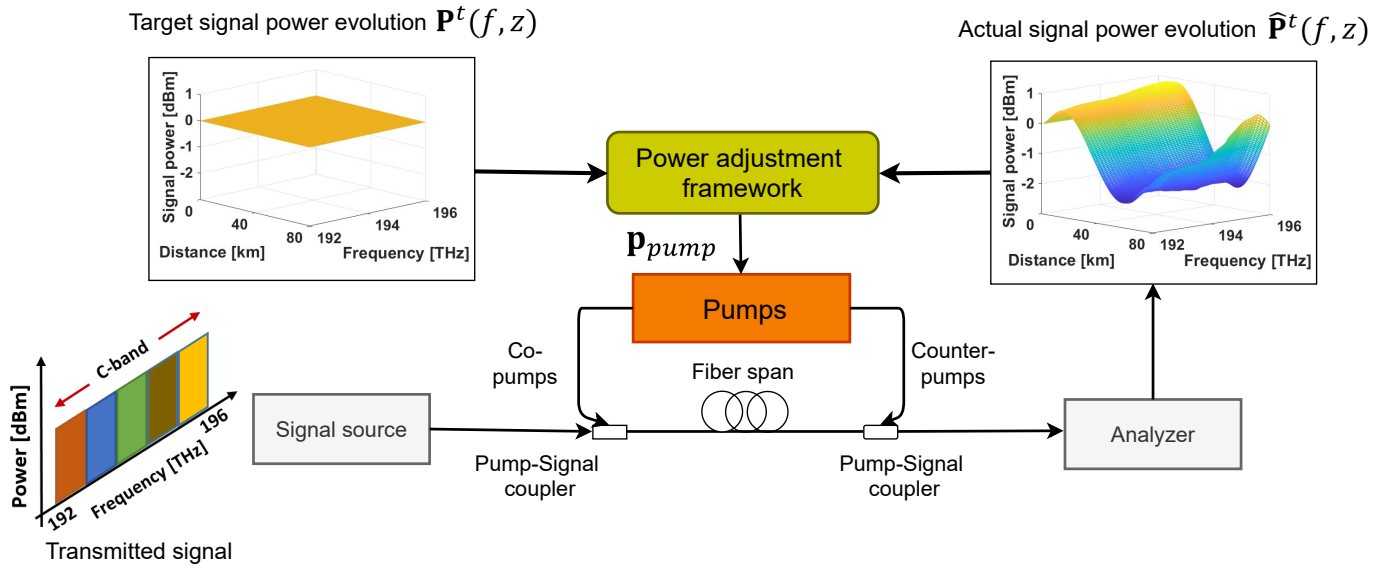 Target signal power evolution 𝐏ᵗ(f, z)
Signal power [dBm]
1
0
-1
-2
0
40
80
Distance [km]
192
194
196
Frequency [THz]
Power adjustment
framework
Actual signal power evolution 𝐏̂ᵗ(f, z)
Signal power [dBm]
1
0
-1
-2
0
40
80
Distance [km]
192
194
196
Frequency [THz]
𝐩pump
Pumps
Co-
pumps
Counter-
pumps
Fiber span
C-band
Power [dBm]
192
Frequency [THz]
196
Transmitted signal
Signal source
Pump-Signal
coupler
Pump-Signal
coupler
Analyzer